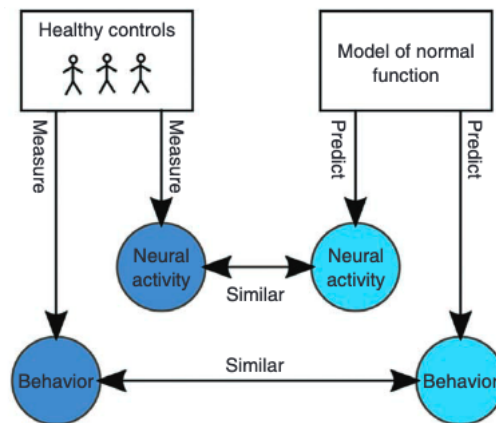 Healthy controls
Model of normal
function
Measure
Measure
Predict
Predict
Neural
activity
Neural
activity
Similar
Similar
Behavior
Behavior